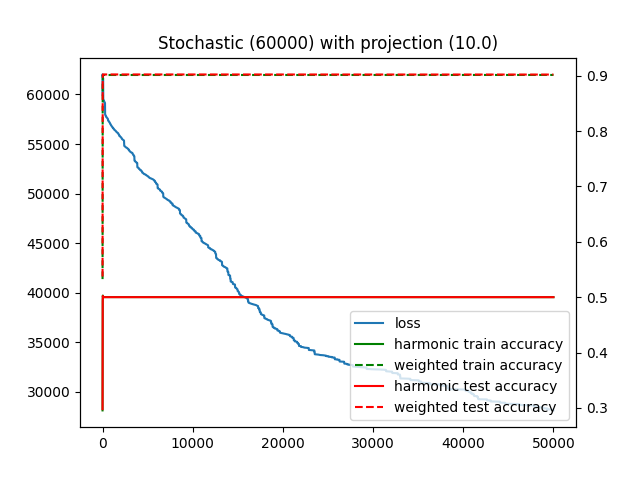 Stochastic (60000) with projection (10.0)
60000
55000
50000
45000
40000
35000
30000
0.9
0.8
0.7
0.6
0.5
0.4
0.3
loss
harmonic train accuracy
weighted train accuracy
harmonic test accuracy
weighted test accuracy
0 10000 20000 30000 40000 50000